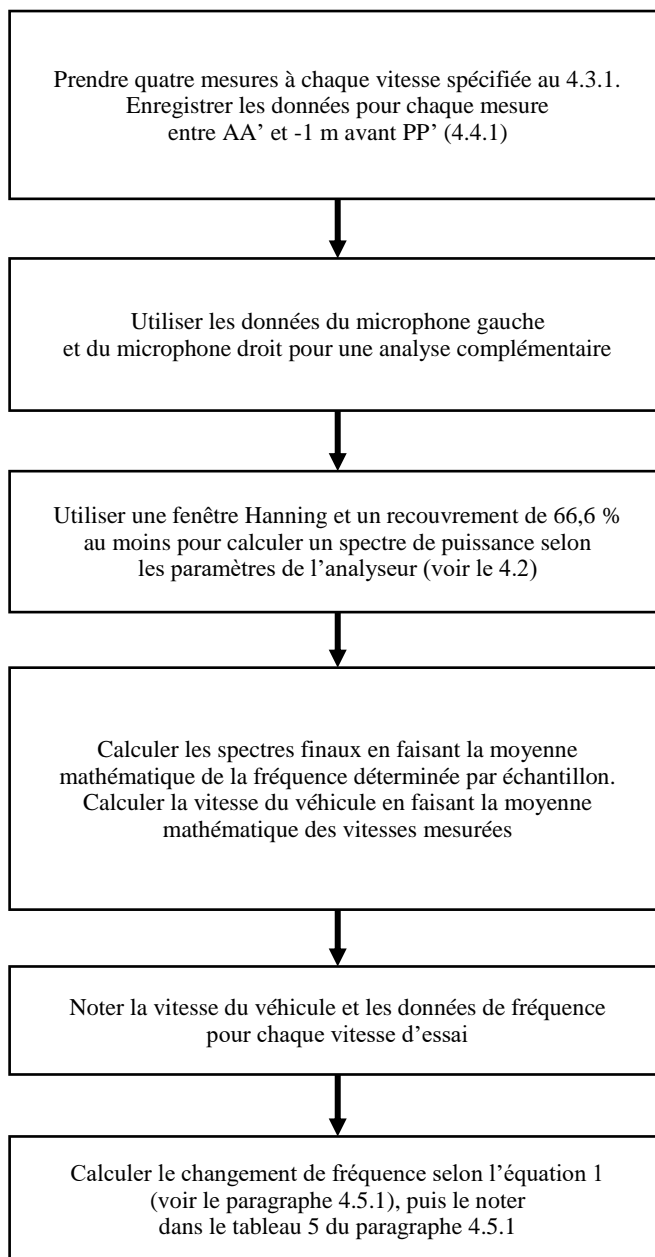 Prendre quatre mesures à chaque vitesse spécifiée au 4.3.1.
Enregistrer les données pour chaque mesure
entre AA’ et -1 m avant PP’ (4.4.1)
Utiliser les données du microphone gauche
et du microphone droit pour une analyse complémentaire
Utiliser une fenêtre Hanning et un recouvrement de 66,6 %
au moins pour calculer un spectre de puissance selon
les paramètres de l’analyseur (voir le 4.2)
Calculer les spectres finaux en faisant la moyenne
mathématique de la fréquence déterminée par échantillon.
Calculer la vitesse du véhicule en faisant la moyenne
mathématique des vitesses mesurées
Noter la vitesse du véhicule et les données de fréquence
pour chaque vitesse d’essai
Calculer le changement de fréquence selon l’équation 1
(voir le paragraphe 4.5.1), puis le noter
dans le tableau 5 du paragraphe 4.5.1